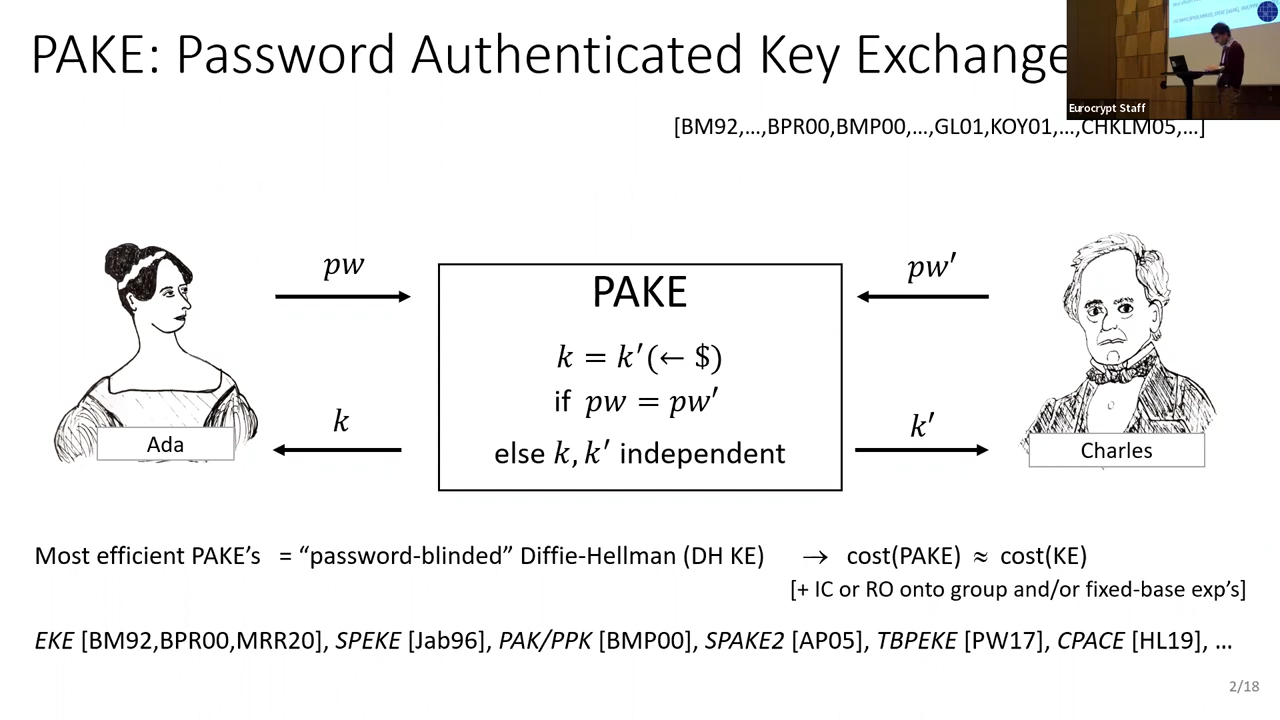 PAKE: Password Authenticated Key Exchange
Eurocrypt Staff
[BM92,…,BPR00,BMP00,…,GL01,KOY01,…,CHKLM05,…]
pw
pw′
PAKE
k = k′(← $)
if pw = pw′
else k, k′ independent
k
k′
Ada
Charles
Most efficient PAKE's = “password-blinded” Diffie-Hellman (DH KE) → cost(PAKE) ≈ cost(KE)
[+ IC or RO onto group and/or fixed-base exp's]
EKE [BM92,BPR00,MRR20], SPEKE [Jab96], PAK/PPK [BMP00], SPAKE2 [AP05], TBPEKE [PW17], CPACE [HL19], …
2/18